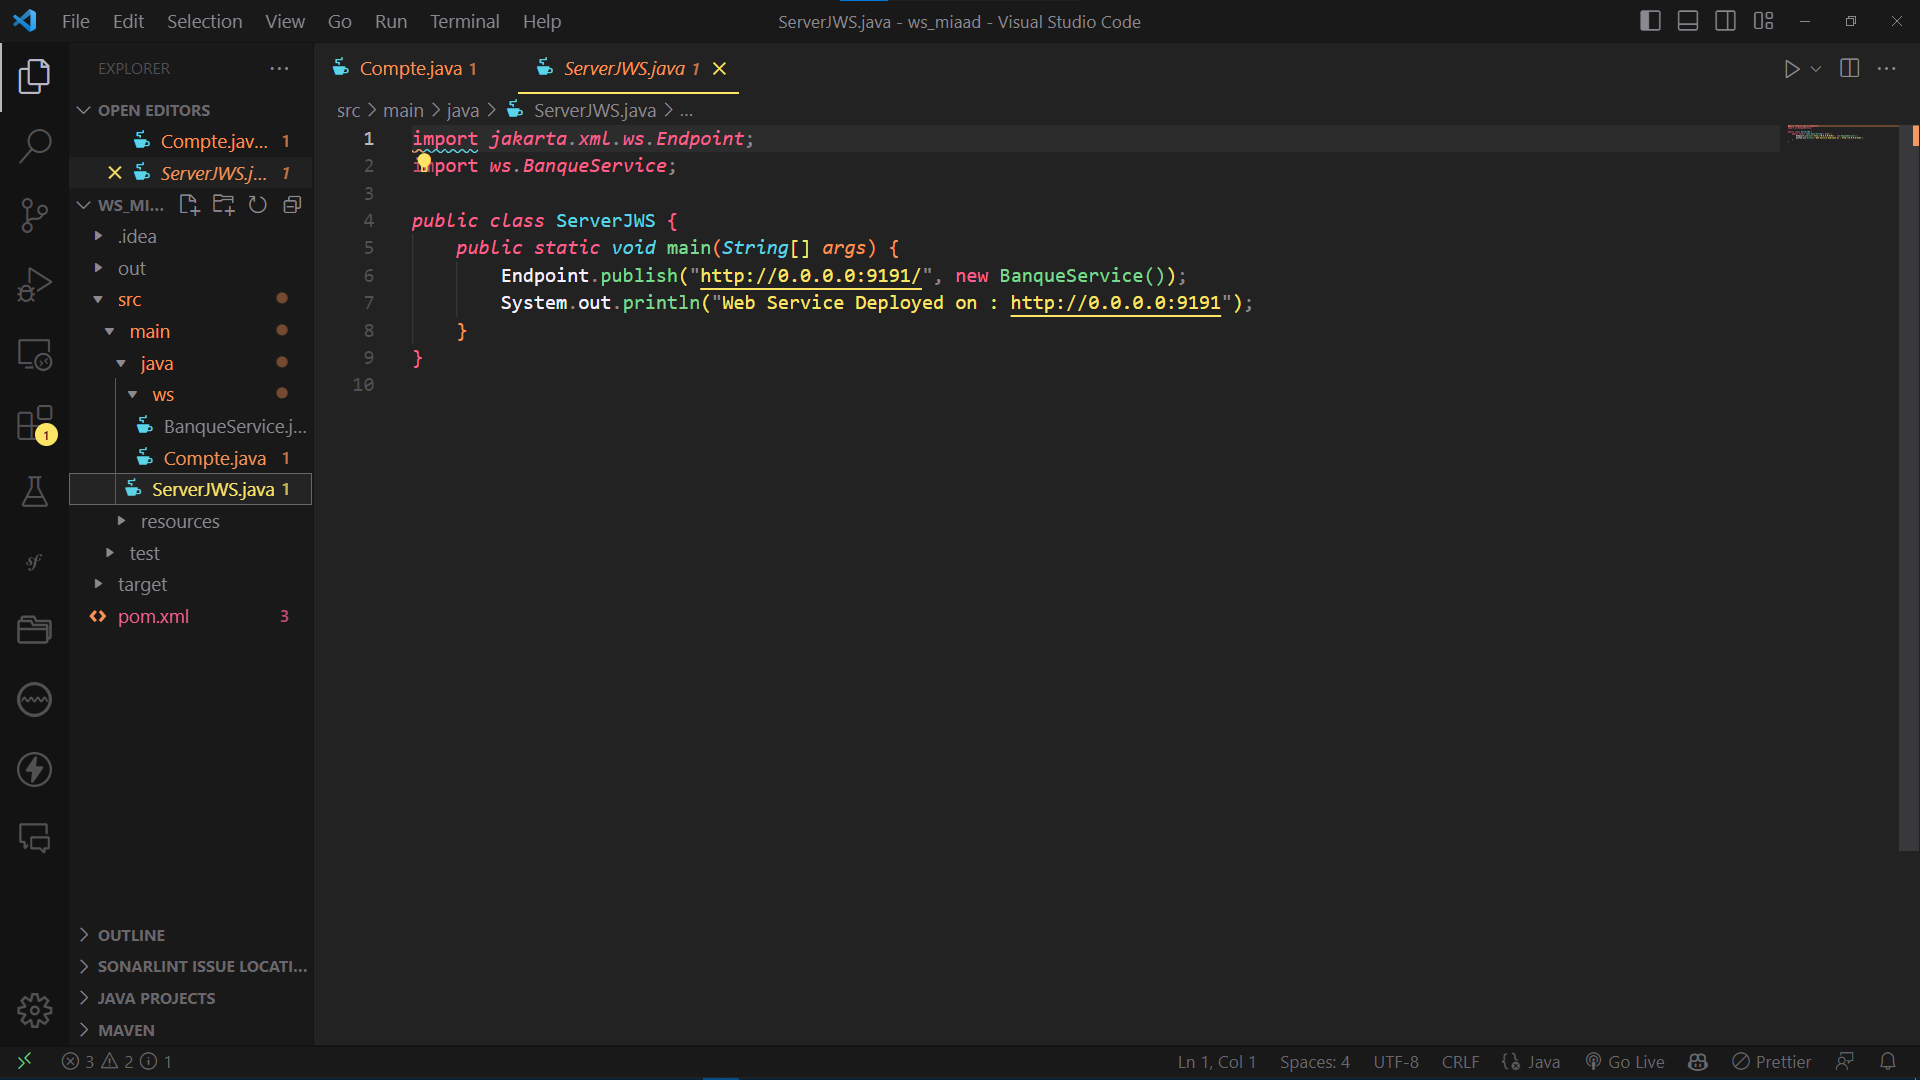 File Edit Selection View Go Run Terminal Help
ServerJWS.java - ws_miaad - Visual Studio Code
EXPLORER
OPEN EDITORS
Compte.jav... 1
ServerJWS.j... 1
WS_MI...
.idea
out
src
main
java
ws
BanqueService.j...
Compte.java 1
ServerJWS.java 1
resources
test
target
pom.xml 3
OUTLINE
SONARLINT ISSUE LOCATI...
JAVA PROJECTS
MAVEN
1
sf
Compte.java 1
ServerJWS.java 1
src > main > java > ServerJWS.java > ...
1 import jakarta.xml.ws.Endpoint;
2 import ws.BanqueService;
3
4 public class ServerJWS {
5 public static void main(String[] args) {
6 Endpoint.publish("http://0.0.0.0:9191/", new BanqueService());
7 System.out.println("Web Service Deployed on : http://0.0.0.0:9191");
8 }
9 }
10
3 2 1
Ln 1, Col 1 Spaces: 4 UTF-8 CRLF Java Go Live Prettier